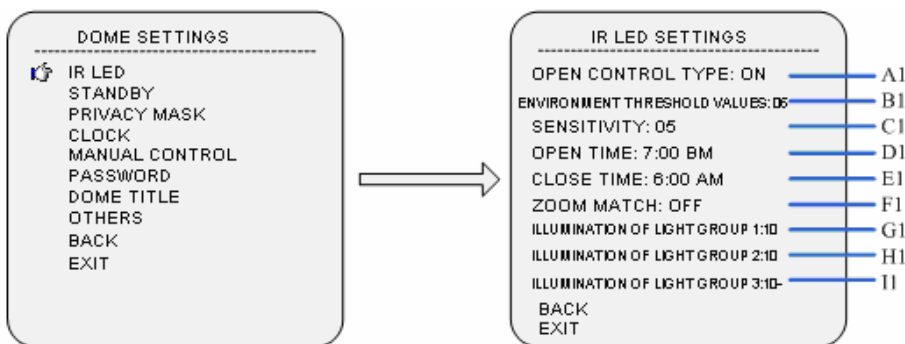 DOME SETTINGS
IR LED
STANDBY
PRIVACY MASK
CLOCK
MANUAL CONTROL
PASSWORD
DOME TITLE
OTHERS
BACK
EXIT
IR LED SETTINGS
OPEN CONTROL TYPE: ON
A1
ENVIRONMENT THRESHOLD VALUES:06
B1
SENSITIVITY: 05
C1
OPEN TIME: 7:00 BM
D1
CLOSE TIME: 6:00 AM
E1
ZOOM MATCH: OFF
F1
ILLUMINATION OF LIGHT GROUP 1:10
G1
ILLUMINATION OF LIGHT GROUP 2:10
H1
ILLUMINATION OF LIGHT GROUP 3:10-
I1
BACK
EXIT